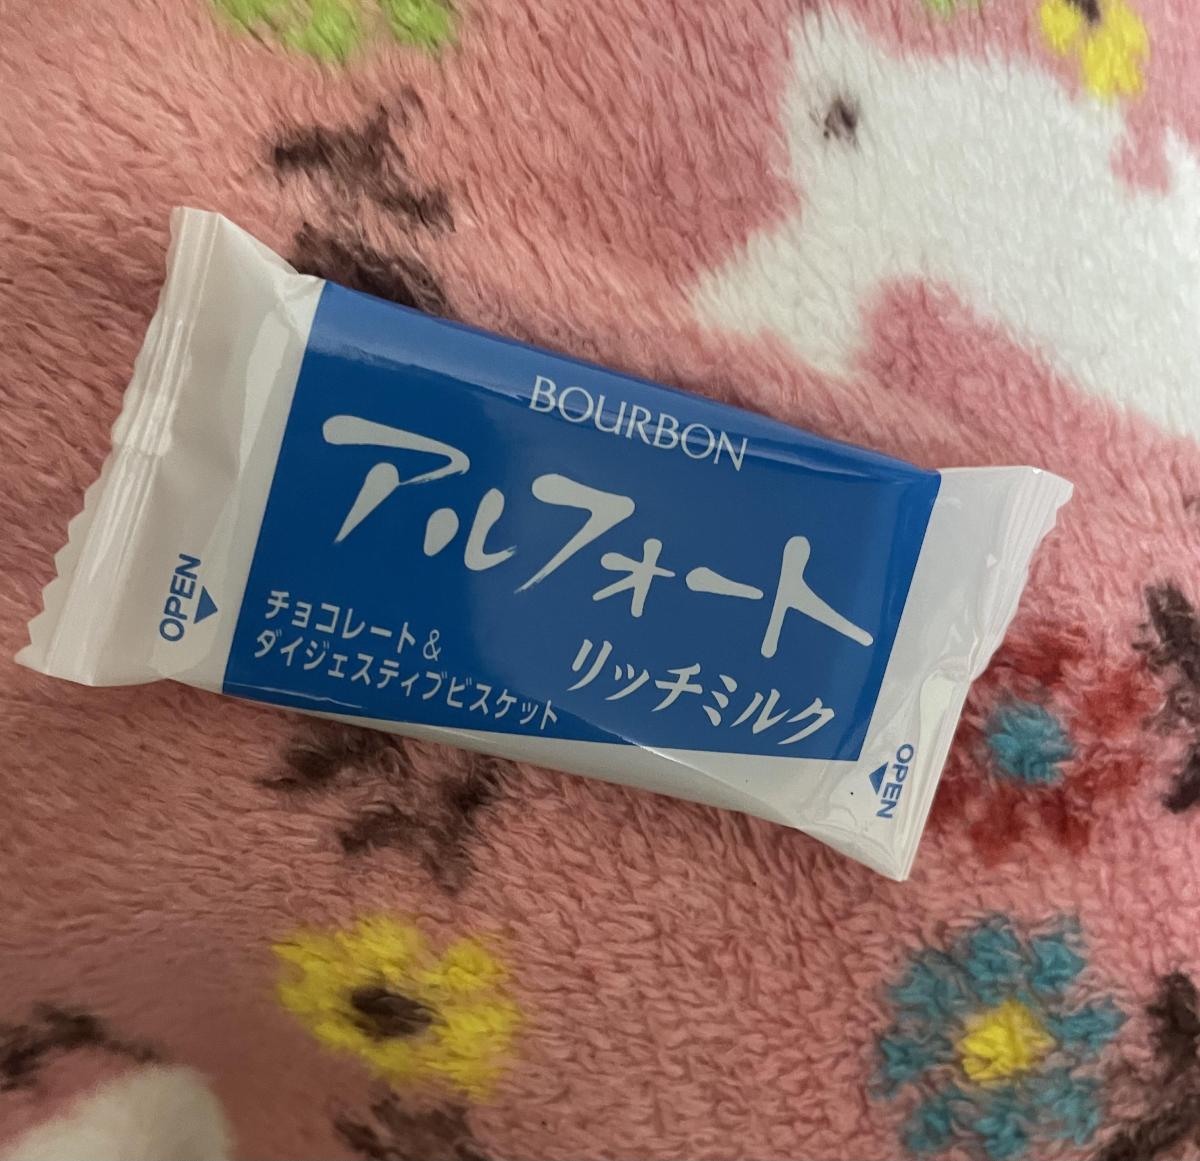 BOURBON
アルフォート
リッチミルク
チョコレート&
ダイジェスティブビスケット
OPEN
OPEN